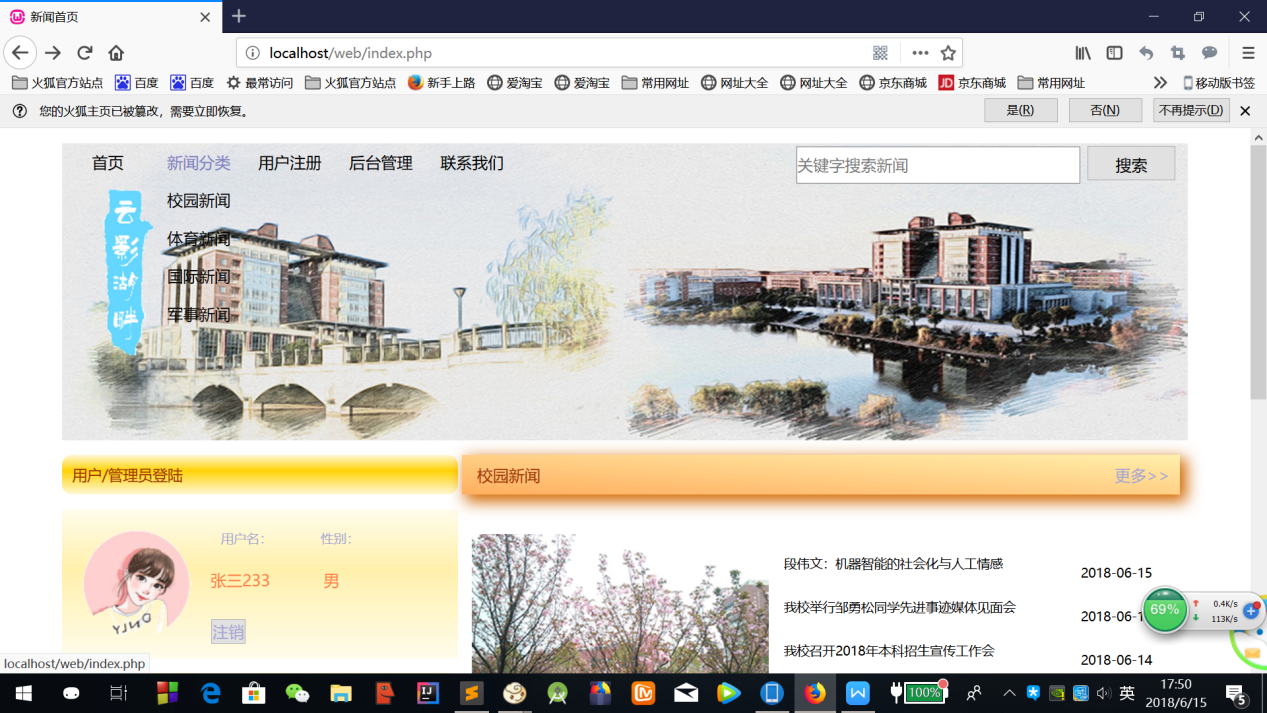 新闻首页
localhost/web/index.php
火狐官方站点 百度 百度 最常访问 火狐官方站点 新手上路 爱淘宝 爱淘宝 常用网址 网址大全 网址大全 京东商城 JD 京东商城 常用网址 移动版书签
您的火狐主页已被篡改，需要立即恢复。 是(R) 否(N) 不再提示(D)
首页 新闻分类 用户注册 后台管理 联系我们 关键字搜索新闻 搜索
校园新闻
体育新闻
国际新闻
军事新闻
云影湖畔
用户/管理员登陆 校园新闻 更多>>
用户名： 性别：
张三233 男
注销
段伟文：机器智能的社会化与人工情感 2018-06-15
我校举行邹勇松同学先进事迹媒体见面会 2018-06-1
我校召开2018年本科招生宣传工作会 2018-06-14
69% 0.4K/s
113K/s
localhost/web/index.php
100% 英 17:50
2018/6/15 5